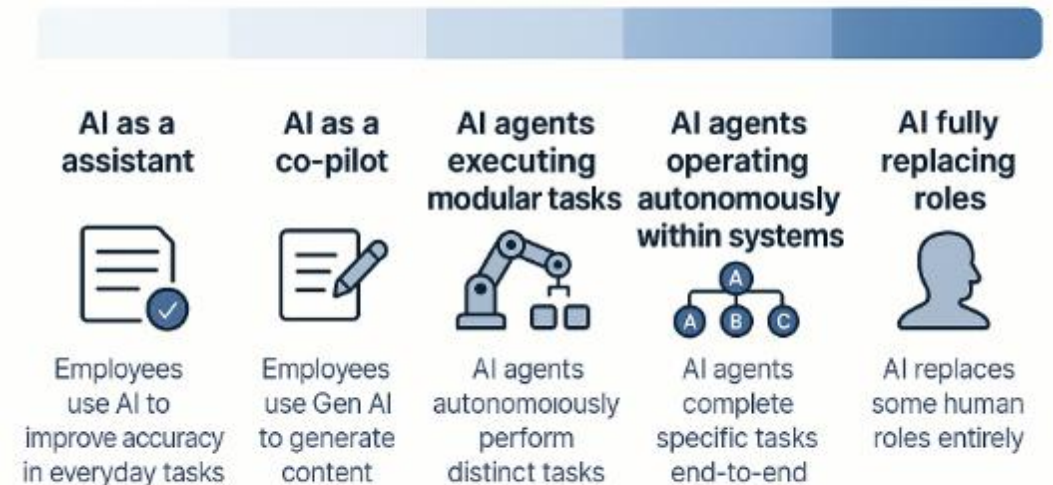 AI as a
assistant
Employees
use AI to
improve accuracy
in everyday tasks
AI as a
co-pilot
Employees
use Gen AI
to generate
content
AI agents
executing
modular tasks
AI agents
autonomoıously
perform
distinct tasks
AI agents
operating
autonomously
within systems
A
A B C
AI agents
complete
specific tasks
end-to-end
AI fully
replacing
roles
AI replaces
some human
roles entirely